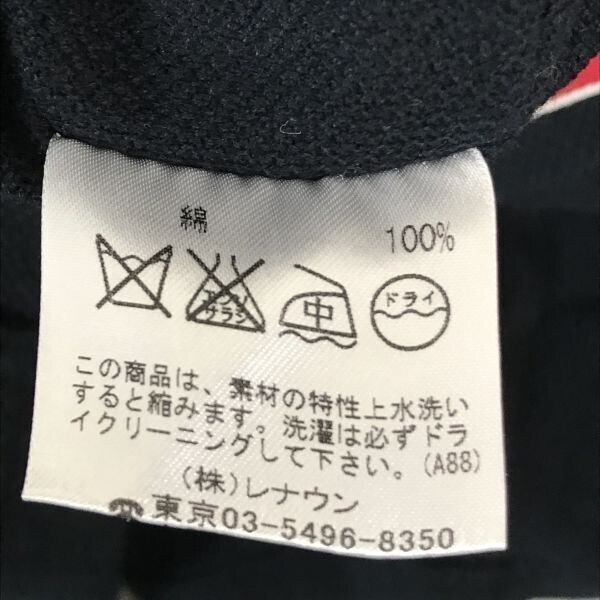 綿 100%
エンソ
サラシ
中
ドライ
この商品は、素材の特性上水洗い
すると縮みます。洗濯は必ずドラ
イクリーニングして下さい。(A88)
(株)レナウン
☎東京03-5496-8350